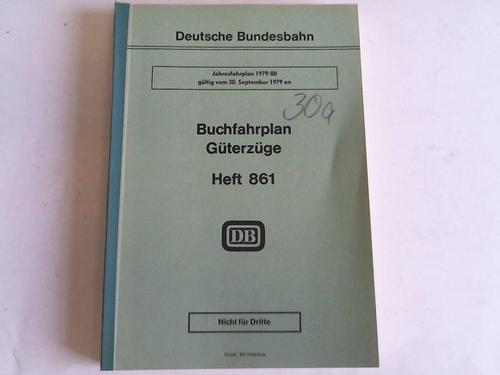 Deutsche Bundesbahn
Jahresfahrplan 1979/80
gültig vom 30. September 1979 an
30a
Buchfahrplan
Güterzüge
Heft 861
DB
Nicht für Dritte